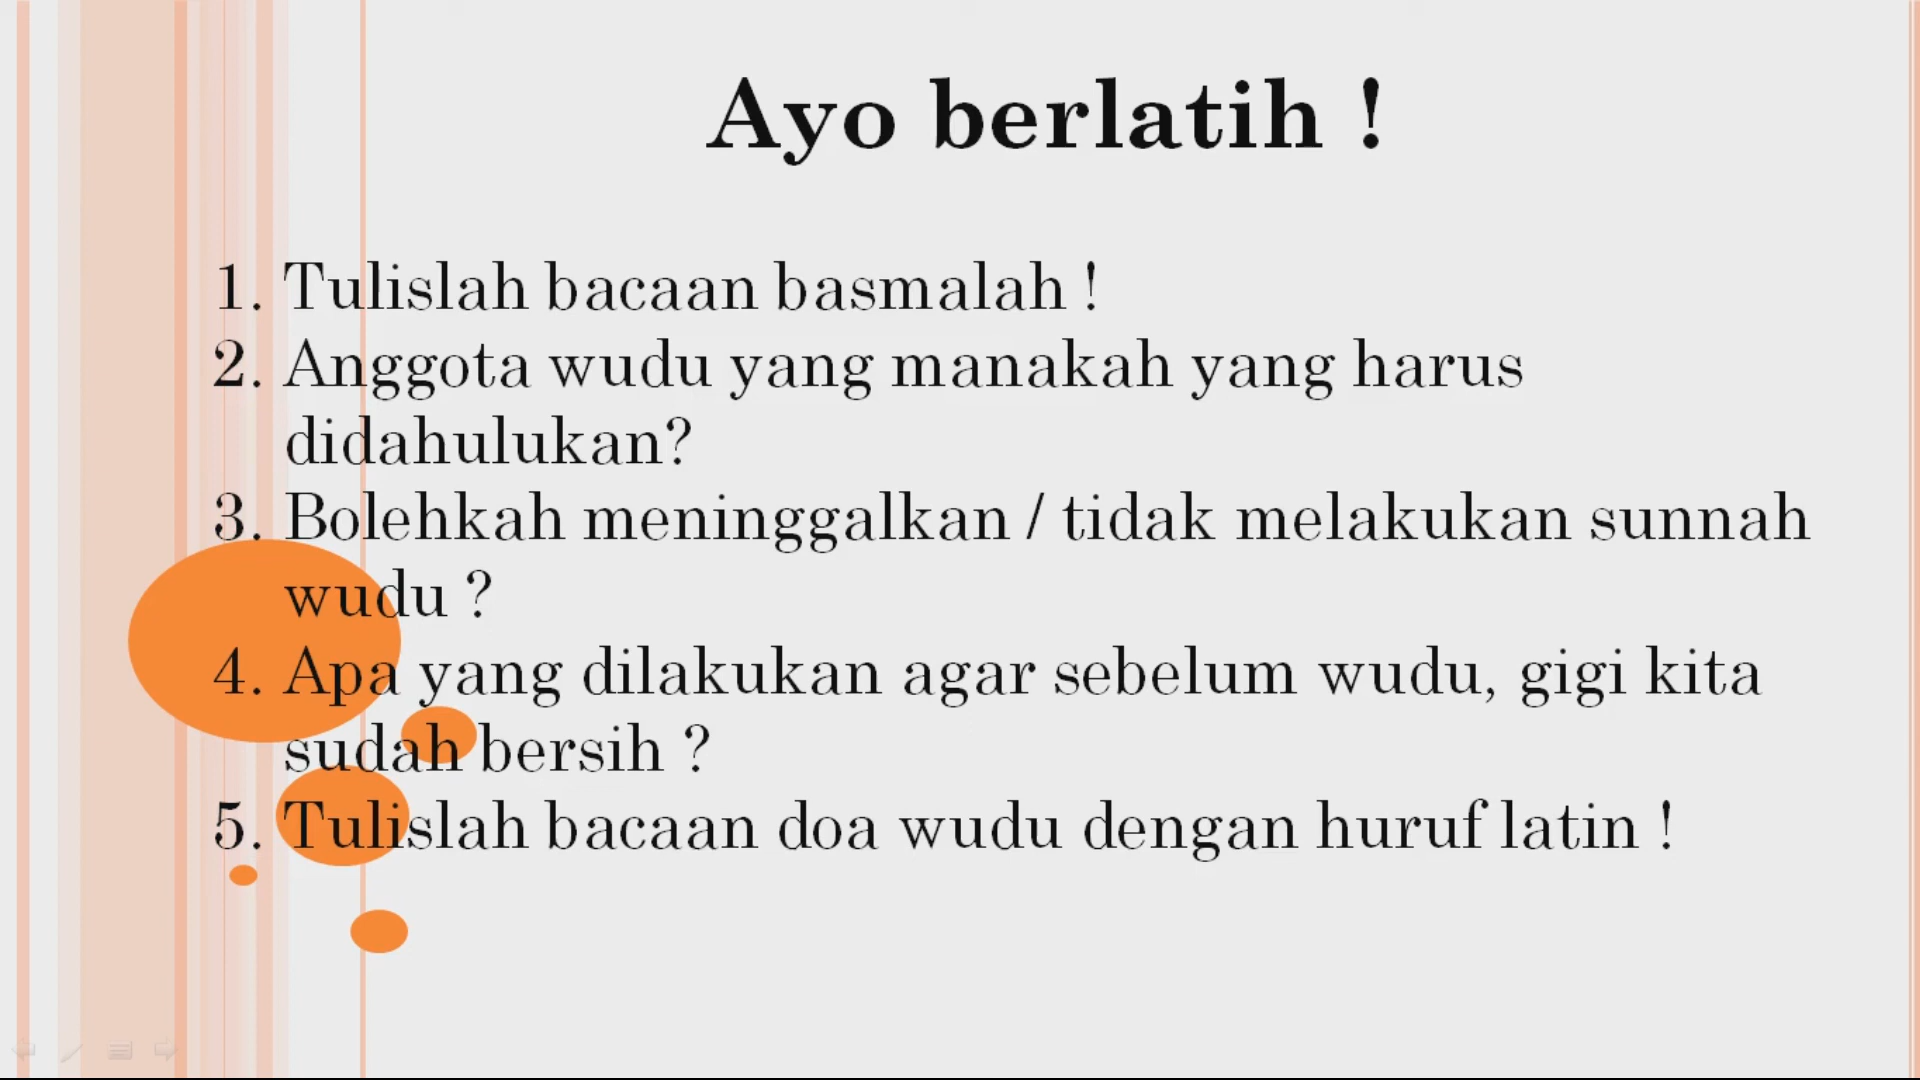 Ayo berlatih !
1. Tulislah bacaan basmalah !
2. Anggota wudu yang manakah yang harus
didahulukan?
3. Bolehkah meninggalkan / tidak melakukan sunnah
wudu ?
4. Apa yang dilakukan agar sebelum wudu, gigi kita
sudah bersih ?
5. Tulislah bacaan doa wudu dengan huruf latin !